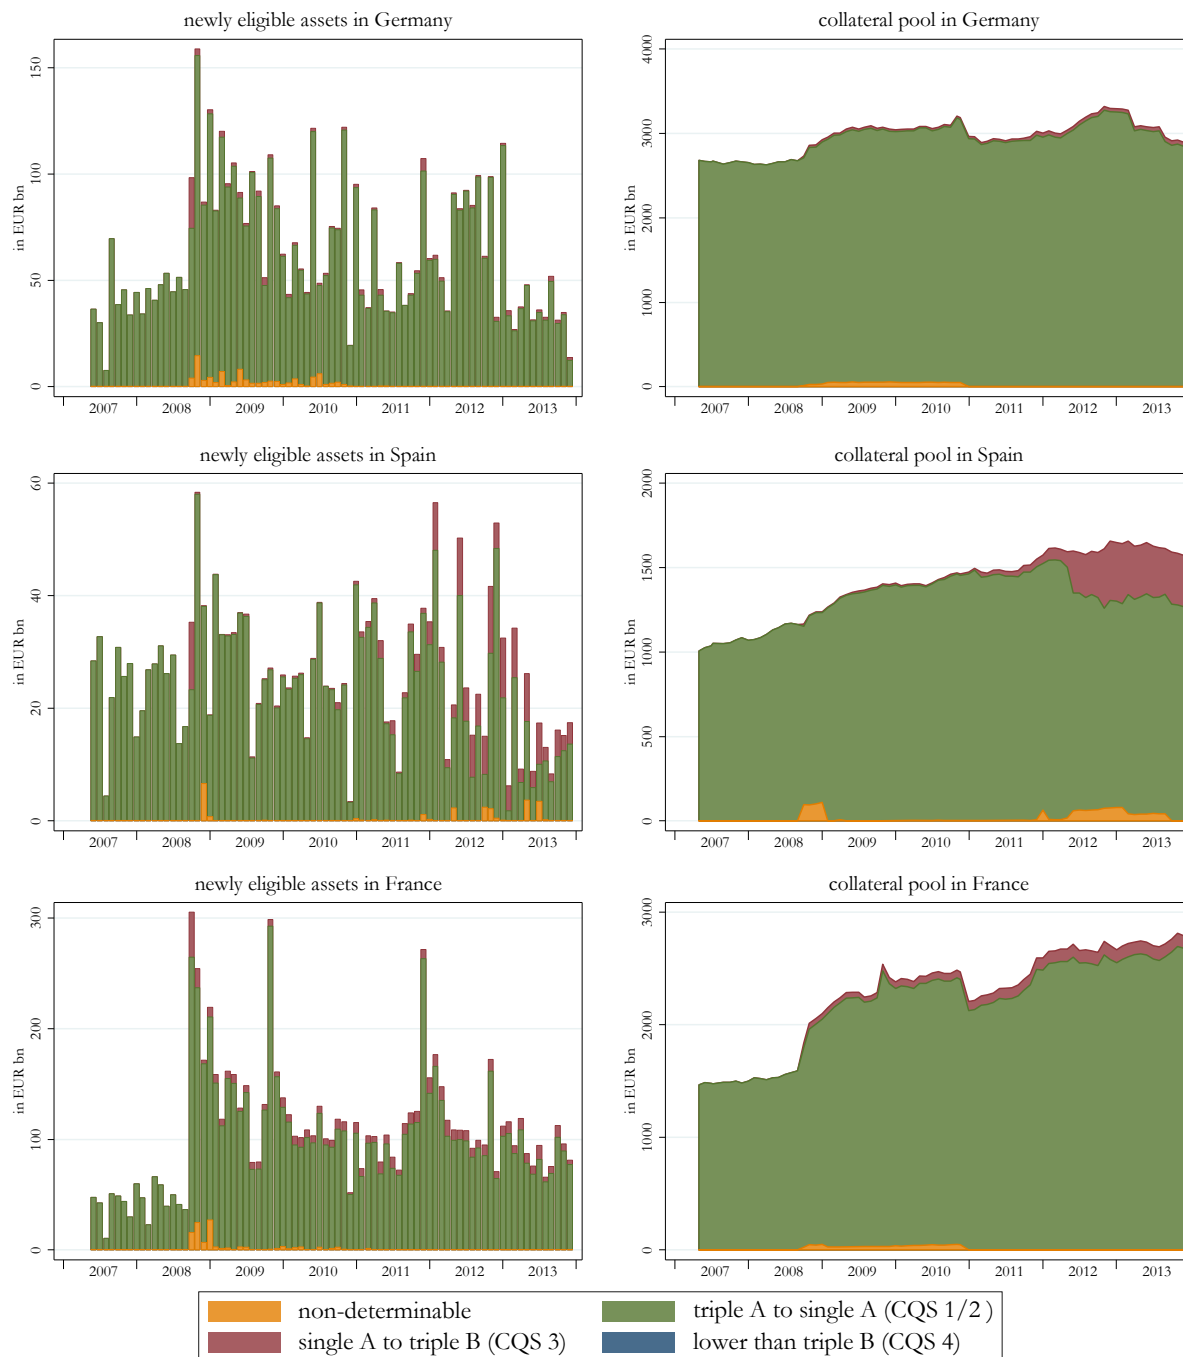 newly eligible assets in Germany
in EUR bn
150
100
50
0
2007 2008 2009 2010 2011 2012 2013
collateral pool in Germany
in EUR bn
4000
3000
2000
1000
0
2007 2008 2009 2010 2011 2012 2013
newly eligible assets in Spain
in EUR bn
60
40
20
0
2007 2008 2009 2010 2011 2012 2013
collateral pool in Spain
in EUR bn
2000
1500
1000
500
0
2007 2008 2009 2010 2011 2012 2013
newly eligible assets in France
in EUR bn
300
200
100
0
2007 2008 2009 2010 2011 2012 2013
collateral pool in France
in EUR bn
3000
2000
1000
0
2007 2008 2009 2010 2011 2012 2013
non-determinable
triple A to single A (CQS 1/2 )
single A to triple B (CQS 3)
lower than triple B (CQS 4)